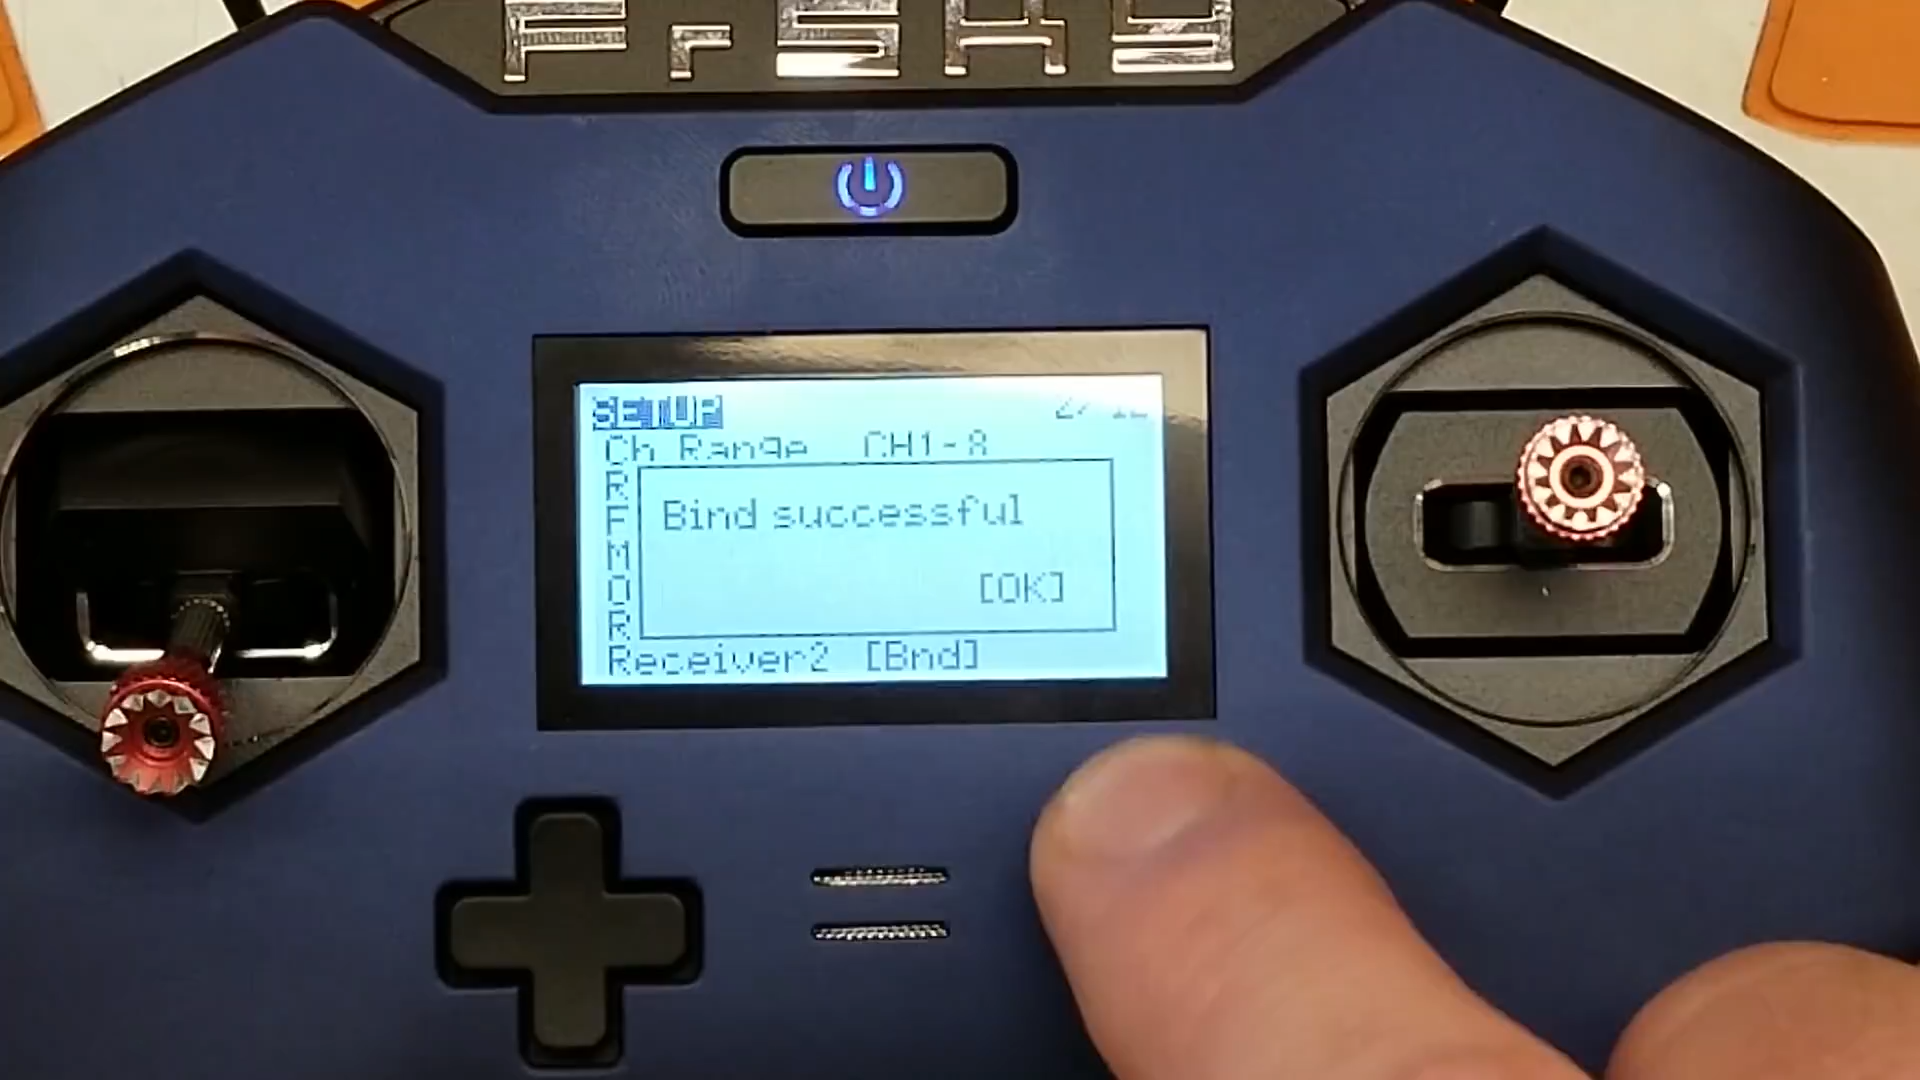 FrSky
SETUP
Ch Range CH1-8
R
F
M
O
R
Bind successful
[OK]
Receiver2 [Bnd]